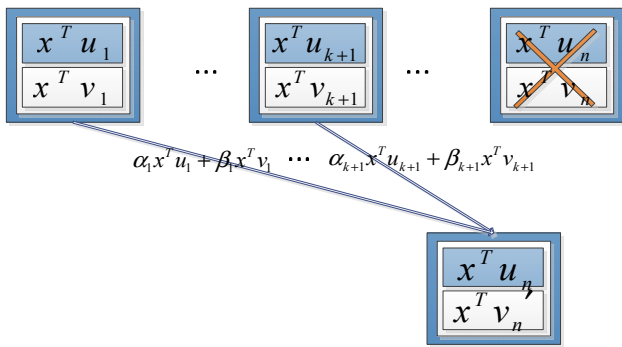 x^T u_1 ... x^T u_{k+1} ... x^T u_n
x^T v_1 x^T v_{k+1} x^T v_n
α_1 x^T u_1 + β_1 x^T v_1 ... α_{k+1} x^T u_{k+1} + β_{k+1} x^T v_{k+1}
x^T u_n
x^T v_n'